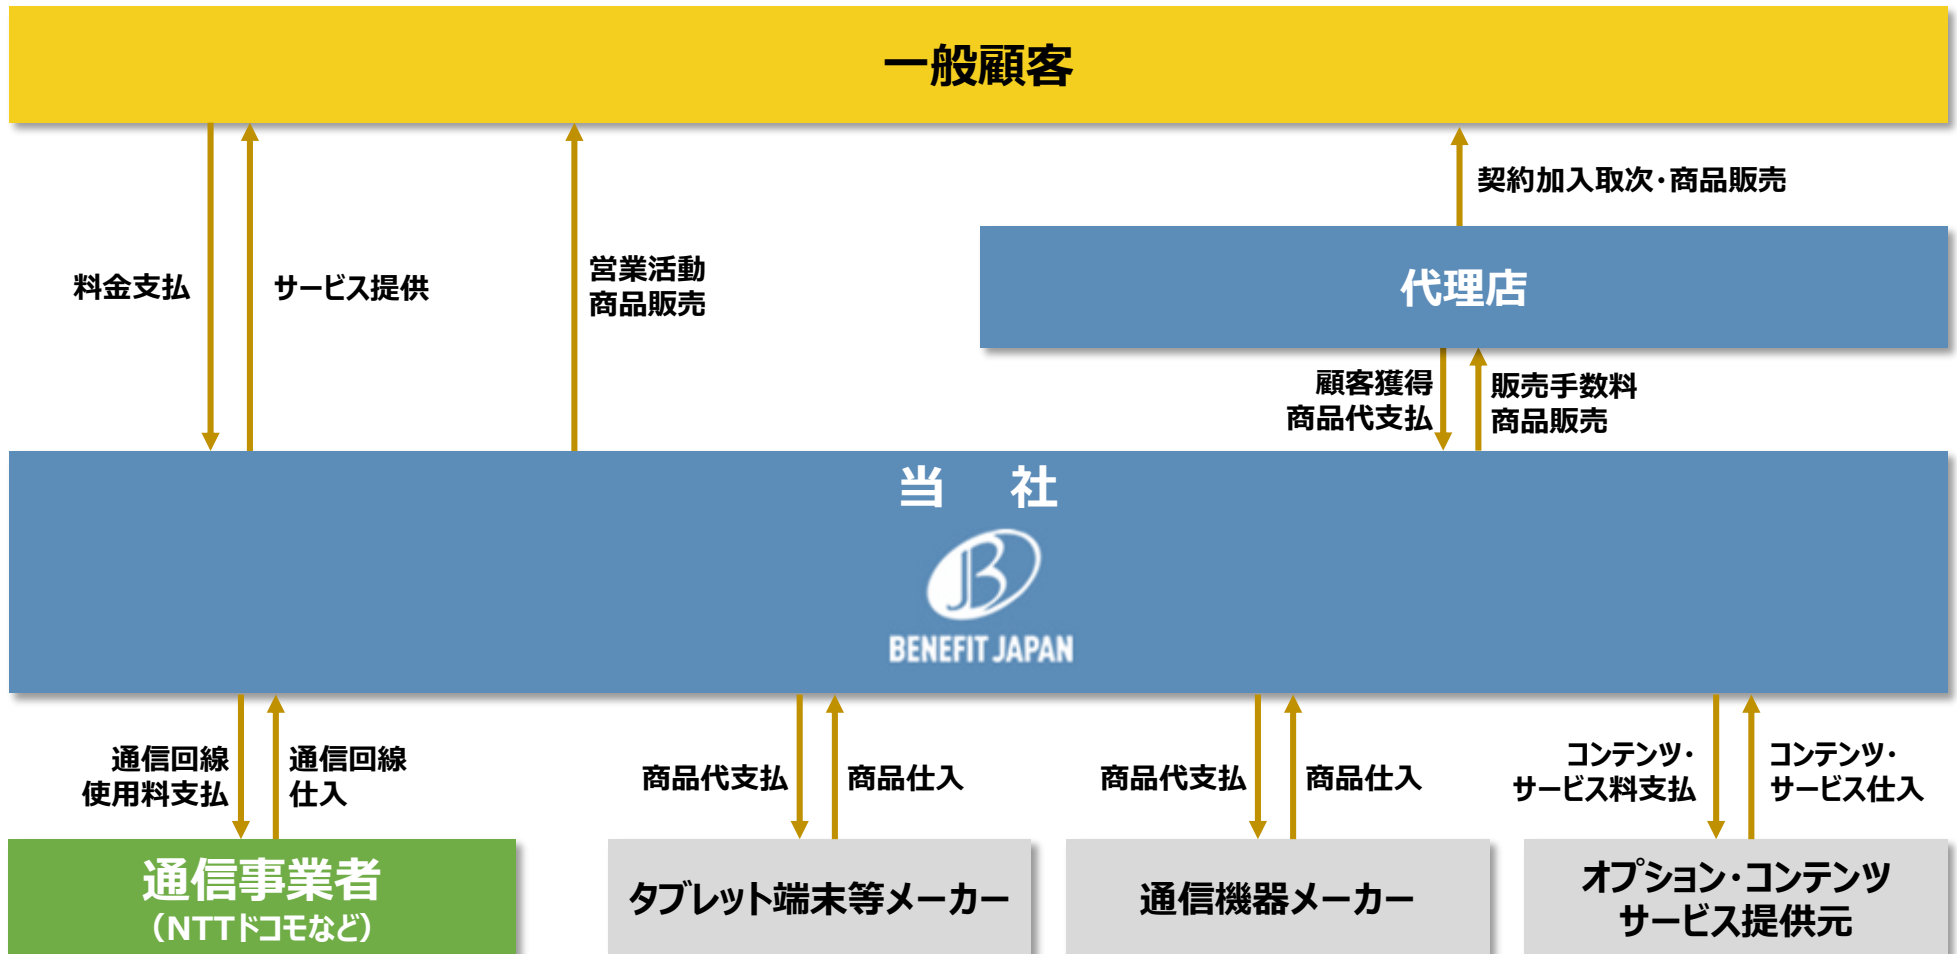 一般顧客
契約加入取次・商品販売
料金支払
サービス提供
営業活動
商品販売
代理店
顧客獲得
商品代支払
販売手数料
商品販売
当 社
JB
BENEFIT JAPAN
通信回線
使用料支払
通信回線
仕入
商品代支払
商品仕入
商品代支払
商品仕入
コンテンツ・
サービス料支払
コンテンツ・
サービス仕入
通信事業者
（NTTドコモなど）
タブレット端末等メーカー
通信機器メーカー
オプション・コンテンツ
サービス提供元